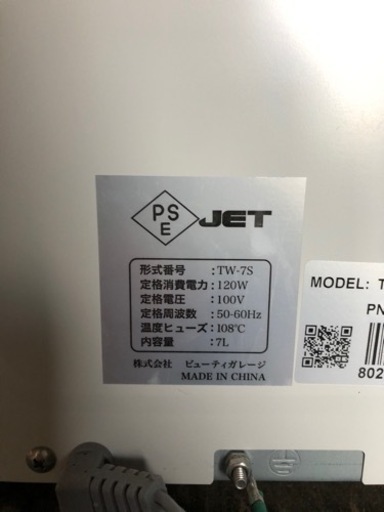 PS
E
JET
形式番号 : TW-7S
定格消費電力 : 120W
定格電圧 : 100V
定格周波数 : 50-60Hz
温度ヒューズ : 108℃
内容量 : 7L
株式会社 ビューティガレージ
MADE IN CHINA
MODEL: T
PN
802